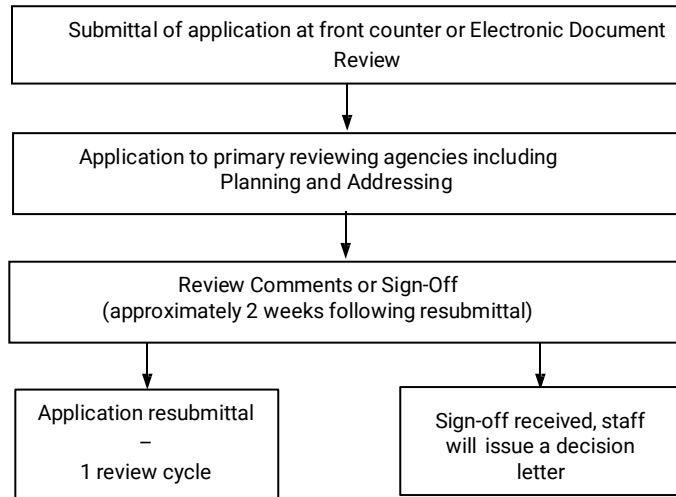 Submittal of application at front counter or Electronic Document
Review
Application to primary reviewing agencies including
Planning and Addressing
Review Comments or Sign-Off
(approximately 2 weeks following resubmittal)
Application resubmittal
–
1 review cycle
Sign-off received, staff
will issue a decision
letter